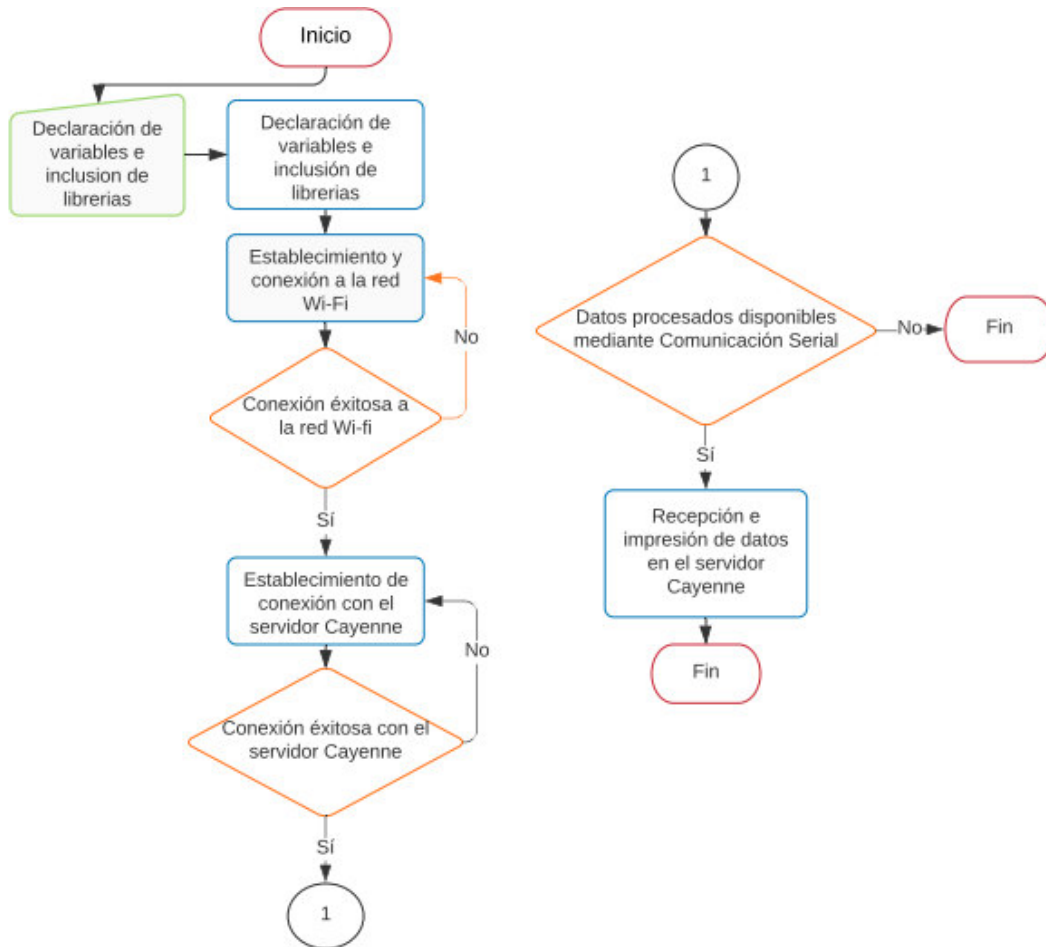 Inicio
Declaración de
variables e
inclusion de
librerias
Declaración de
variables e
inclusión de
librerias
Establecimiento y
conexión a la red
Wi-Fi
No
Conexión éxitosa a
la red Wi-fi
Sí
Establecimiento de
conexión con el
servidor Cayenne
No
Conexión éxitosa con el
servidor Cayenne
Sí
1
1
Datos procesados disponibles
mediante Comunicación Serial
No
Fin
Sí
Recepción e
impresión de datos
en el servidor
Cayenne
Fin